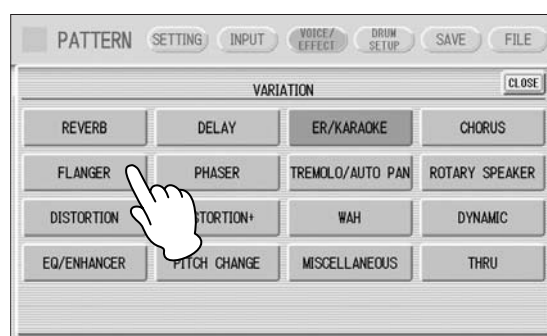 PATTERN SETTING INPUT VOICE/EFFECT DRUM SETUP SAVE FILE
VARIATION CLOSE
REVERB DELAY ER/KARAOKE CHORUS
FLANGER PHASER TREMOLO/AUTO PAN ROTARY SPEAKER
DISTORTION STORTION+ WAH DYNAMIC
EQ/ENHANCER PITCH CHANGE MISCELLANEOUS THRU